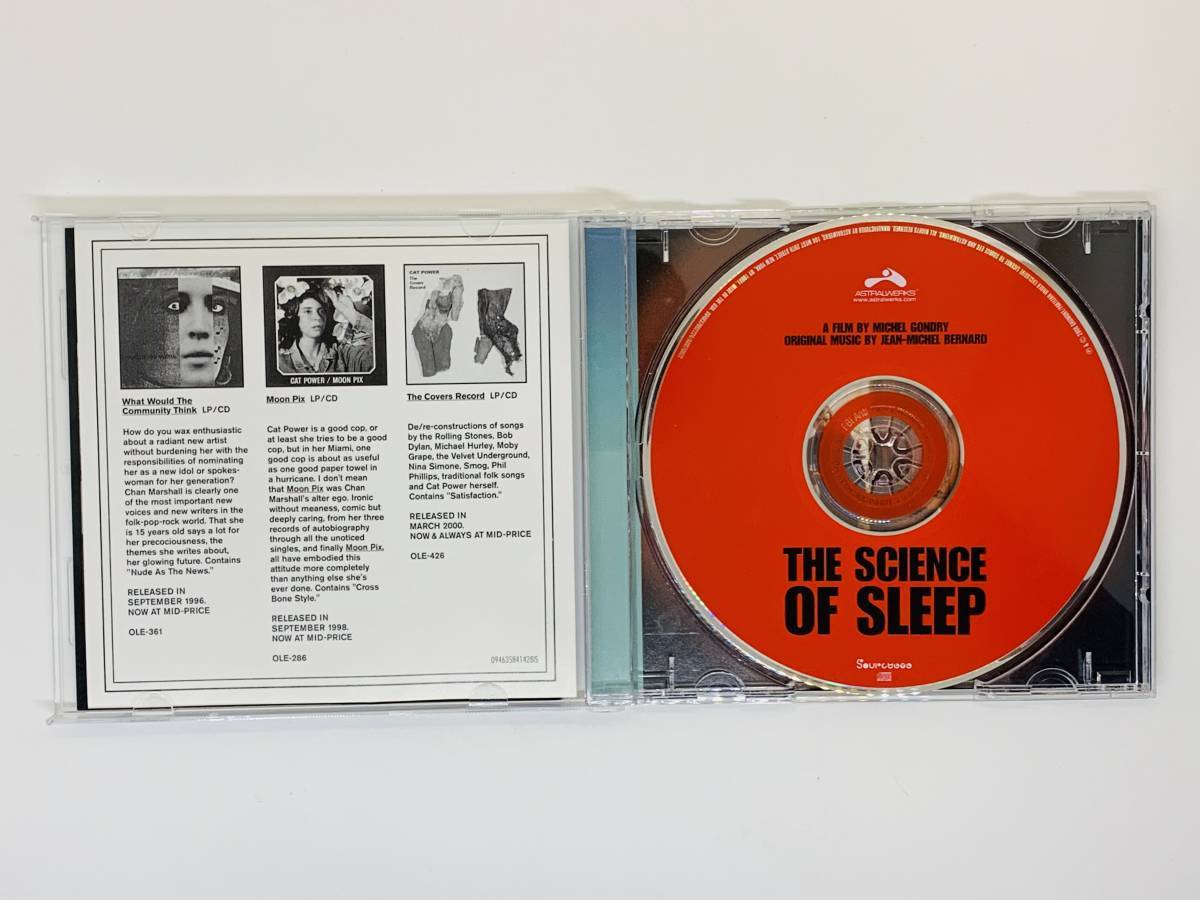 CAT POWER / MOON PIX
CAT POWER
The
Covers
Record
What Would The
Community Think LP/CD
How do you wax enthusiastic
about a radiant new artist
without burdening her with the
responsibilities of nominating
her as a new idol or spokes-
woman for her generation?
Chan Marshall is clearly one
of the most important new
voices and new writers in the
folk-pop-rock world. That she
is 15 years old says a lot for
her precociousness, the
themes she writes about,
her glowing future. Contains
"Nude As The News."
RELEASED IN
SEPTEMBER 1996.
NOW AT MID-PRICE
OLE-361
Moon Pix LP/CD
Cat Power is a good cop, or
at least she tries to be a good
cop, but in her Miami, one
good cop is about as useful
as one good paper towel in
a hurricane. I don't mean
that Moon Pix was Chan
Marshall's alter ego. Ironic
without meaness, comic but
deeply caring, from her three
records of autobiography
through all the unoticed
singles, and finally Moon Pix,
all have embodied this
attitude more completely
than anything else she's
ever done. Contains "Cross
Bone Style."
RELEASED IN
SEPTEMBER 1998.
NOW AT MID-PRICE
OLE-286
The Covers Record LP/CD
De/re-constructions of songs
by the Rolling Stones, Bob
Dylan, Michael Hurley, Moby
Grape, the Velvet Underground,
Nina Simone, Smog, Phil
Phillips, traditional folk songs
and Cat Power herself.
Contains "Satisfaction."
RELEASED IN
MARCH 2000.
NOW & ALWAYS AT MID-PRICE
OLE-426
094635841428S
ASTRALWERKS
www.astralwerks.com
A FILM BY MICHEL GONDRY
ORIGINAL MUSIC BY JEAN-MICHEL BERNARD
FBI Anti
THE SCIENCE
OF SLEEP